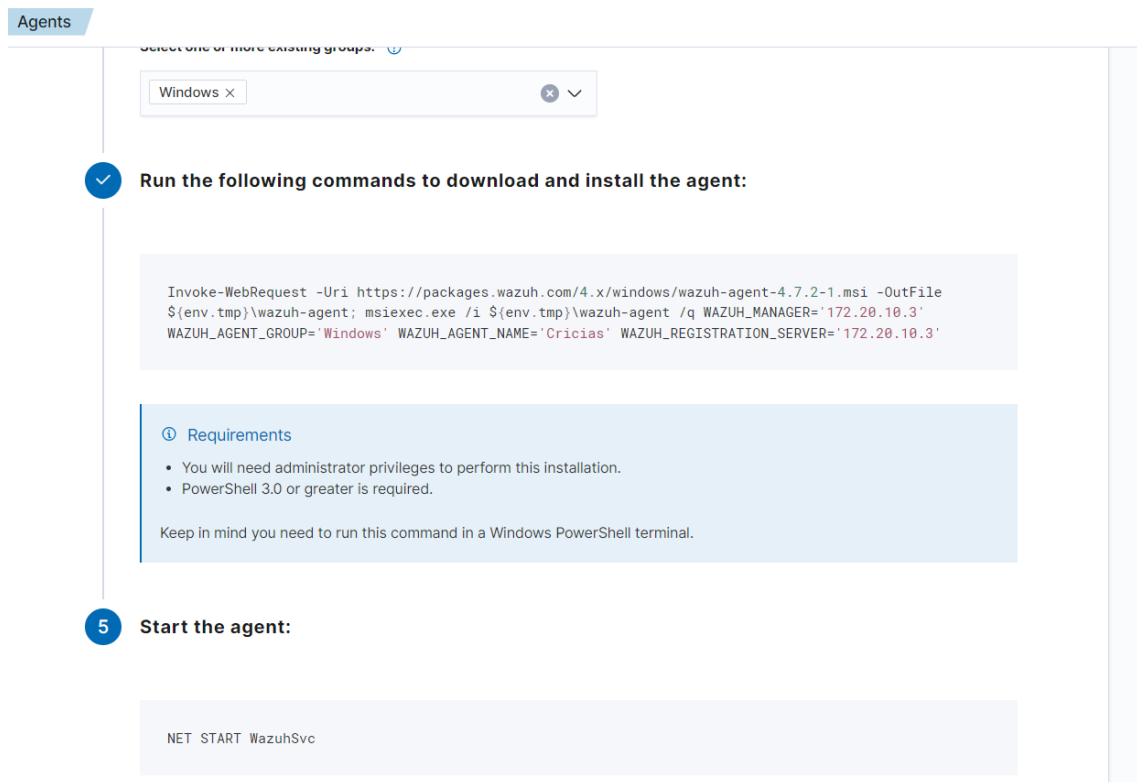 Agents
Select one or more existing groups:
Windows
Run the following commands to download and install the agent:
Invoke-WebRequest -Uri https://packages.wazuh.com/4.x/windows/wazuh-agent-4.7.2-1.msi -OutFile
${env.tmp}\wazuh-agent; msiexec.exe /i ${env.tmp}\wazuh-agent /q WAZUH_MANAGER='172.20.10.3'
WAZUH_AGENT_GROUP='Windows' WAZUH_AGENT_NAME='Cricias' WAZUH_REGISTRATION_SERVER='172.20.10.3'
Requirements
• You will need administrator privileges to perform this installation.
• PowerShell 3.0 or greater is required.
Keep in mind you need to run this command in a Windows PowerShell terminal.
5 Start the agent:
NET START WazuhSvc